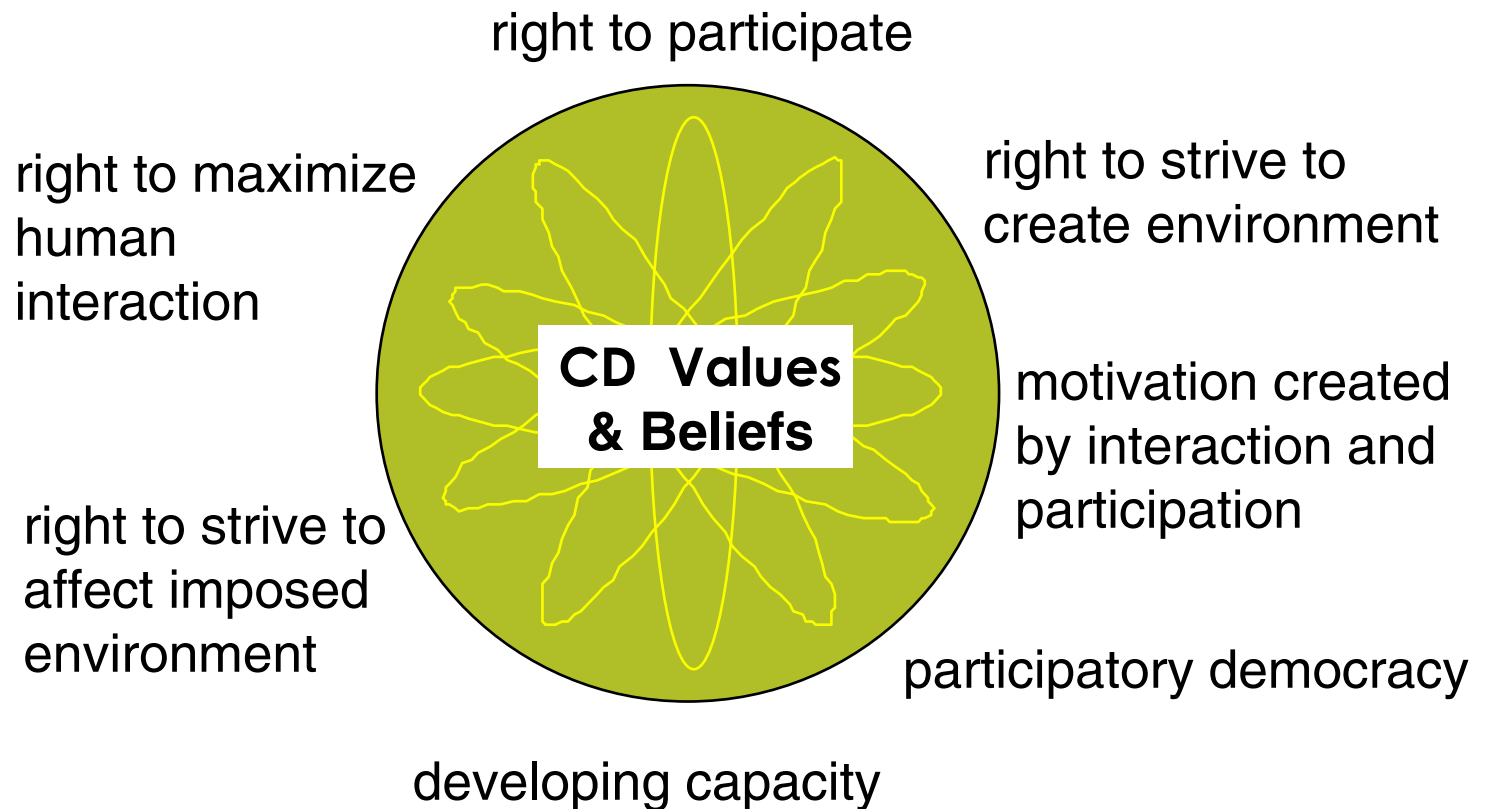 right to participate
right to maximize
human
interaction
right to strive to
create environment
CD Values
& Beliefs
motivation created
by interaction and
participation
right to strive to
affect imposed
environment
participatory democracy
developing capacity